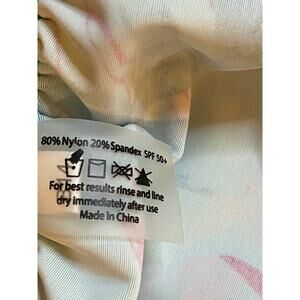 80% Nylon 20% Spandex SPF 50+
For best results rinse and line
dry immediately after use
Made in China